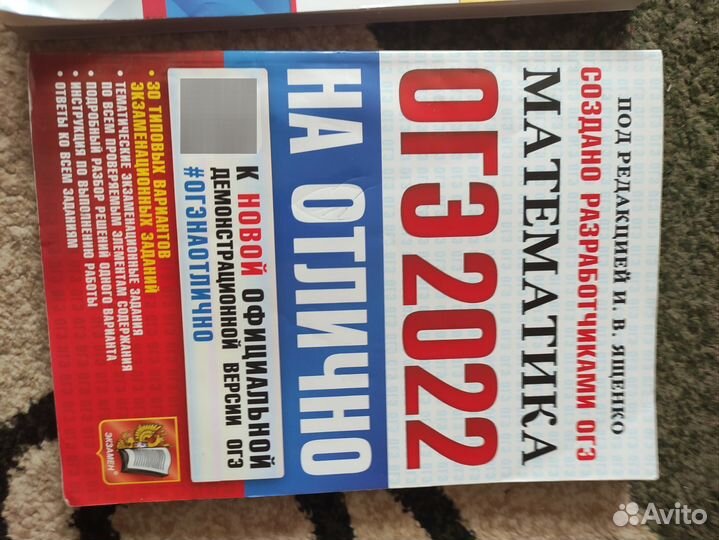 ПОД РЕДАКЦИЕЙ И. В. ЯЩЕНКО
СОЗДАНО РАЗРАБОТЧИКАМИ ОГЭ
МАТЕМАТИКА
ОГЭ 2022
НА ОТЛИЧНО
К НОВОЙ ОФИЦИАЛЬНОЙ
ДЕМОНСТРАЦИОННОЙ ВЕРСИИ ОГЭ
#ОГЭНАОТЛИЧНО
• 30 ТИПОВЫХ ВАРИАНТОВ
ЭКЗАМЕНАЦИОННЫХ ЗАДАНИЙ
• ТЕМАТИЧЕСКИЕ ЭКЗАМЕНАЦИОННЫЕ ЗАДАНИЯ
ПО ВСЕМ ПРОВЕРЯЕМЫМ ЭЛЕМЕНТАМ СОДЕРЖАНИЯ
• ПОДРОБНЫЙ РАЗБОР РЕШЕНИЙ ОДНОГО ВАРИАНТА
• ИНСТРУКЦИЯ ПО ВЫПОЛНЕНИЮ РАБОТЫ
• ОТВЕТЫ КО ВСЕМ ЗАДАНИЯМ
ЭКЗАМЕН®
Avito